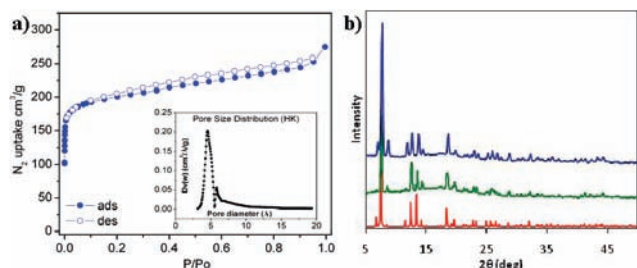 a)
N₂ uptake cm³/g
300
250
200
150
100
50
0
ads
des
0.0 0.2 0.4 0.6 0.8 1.0
P/Po
Pore Size Distribution (HK)
Dv(w) (cm³/Å/g)
0.25
0.20
0.15
0.10
0.05
0.00
0 5 10 15 20
Pore diameter (Å)
b)
Intensity
5 15 25 35 45
2θ (deg)